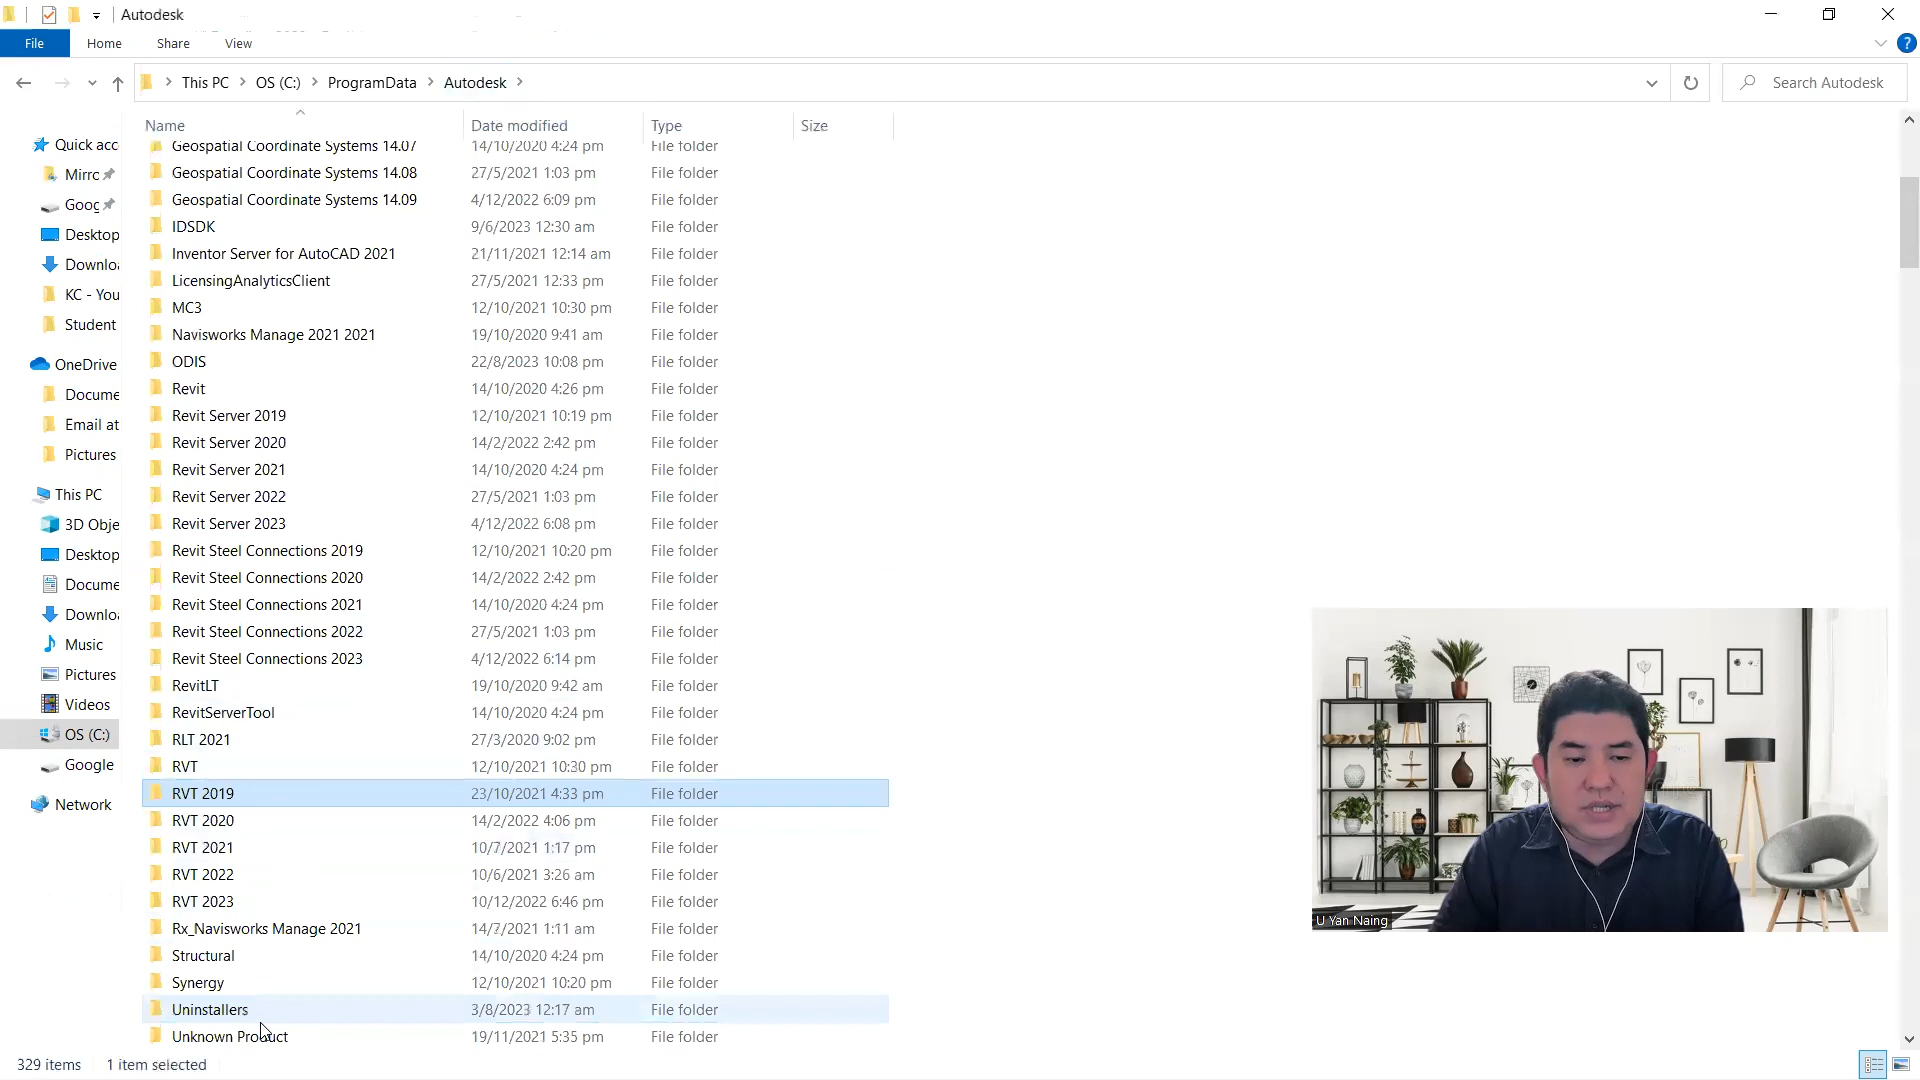 Autodesk
File Home Share View
This PC OS (C:) ProgramData Autodesk
Search Autodesk
Name Date modified Type Size
Geospatial Coordinate Systems 14.07 14/10/2020 4:24 pm File folder
Geospatial Coordinate Systems 14.08 27/5/2021 1:03 pm File folder
Geospatial Coordinate Systems 14.09 4/12/2022 6:09 pm File folder
IDSDK 9/6/2023 12:30 am File folder
Inventor Server for AutoCAD 2021 21/11/2021 12:14 am File folder
LicensingAnalyticsClient 27/5/2021 12:33 pm File folder
MC3 12/10/2021 10:30 pm File folder
Navisworks Manage 2021 2021 19/10/2020 9:41 am File folder
ODIS 22/8/2023 10:08 pm File folder
Revit 14/10/2020 4:26 pm File folder
Revit Server 2019 12/10/2021 10:19 pm File folder
Revit Server 2020 14/2/2022 2:42 pm File folder
Revit Server 2021 14/10/2020 4:24 pm File folder
Revit Server 2022 27/5/2021 1:03 pm File folder
Revit Server 2023 4/12/2022 6:08 pm File folder
Revit Steel Connections 2019 12/10/2021 10:20 pm File folder
Revit Steel Connections 2020 14/2/2022 2:42 pm File folder
Revit Steel Connections 2021 14/10/2020 4:24 pm File folder
Revit Steel Connections 2022 27/5/2021 1:03 pm File folder
Revit Steel Connections 2023 4/12/2022 6:14 pm File folder
RevitLT 19/10/2020 9:42 am File folder
RevitServerTool 14/10/2020 4:24 pm File folder
RLT 2021 27/3/2020 9:02 pm File folder
RVT 12/10/2021 10:30 pm File folder
RVT 2019 23/10/2021 4:33 pm File folder
RVT 2020 14/2/2022 4:06 pm File folder
RVT 2021 10/7/2021 1:17 pm File folder
RVT 2022 10/6/2021 3:26 am File folder
RVT 2023 10/12/2022 6:46 pm File folder
Rx_Navisworks Manage 2021 14/7/2021 1:11 am File folder
Structural 14/10/2020 4:24 pm File folder
Synergy 12/10/2021 10:20 pm File folder
Uninstallers 3/8/2023 12:17 am File folder
Unknown Product 19/11/2021 5:35 pm File folder
Quick acc
Mirrc
Goog
Desktop
Downlo
KC - You
Student
OneDrive
Docume
Email at
Pictures
This PC
3D Obje
Desktop
Docume
Downlo
Music
Pictures
Videos
OS (C:)
Google
Network
U Yan Naing
329 items 1 item selected